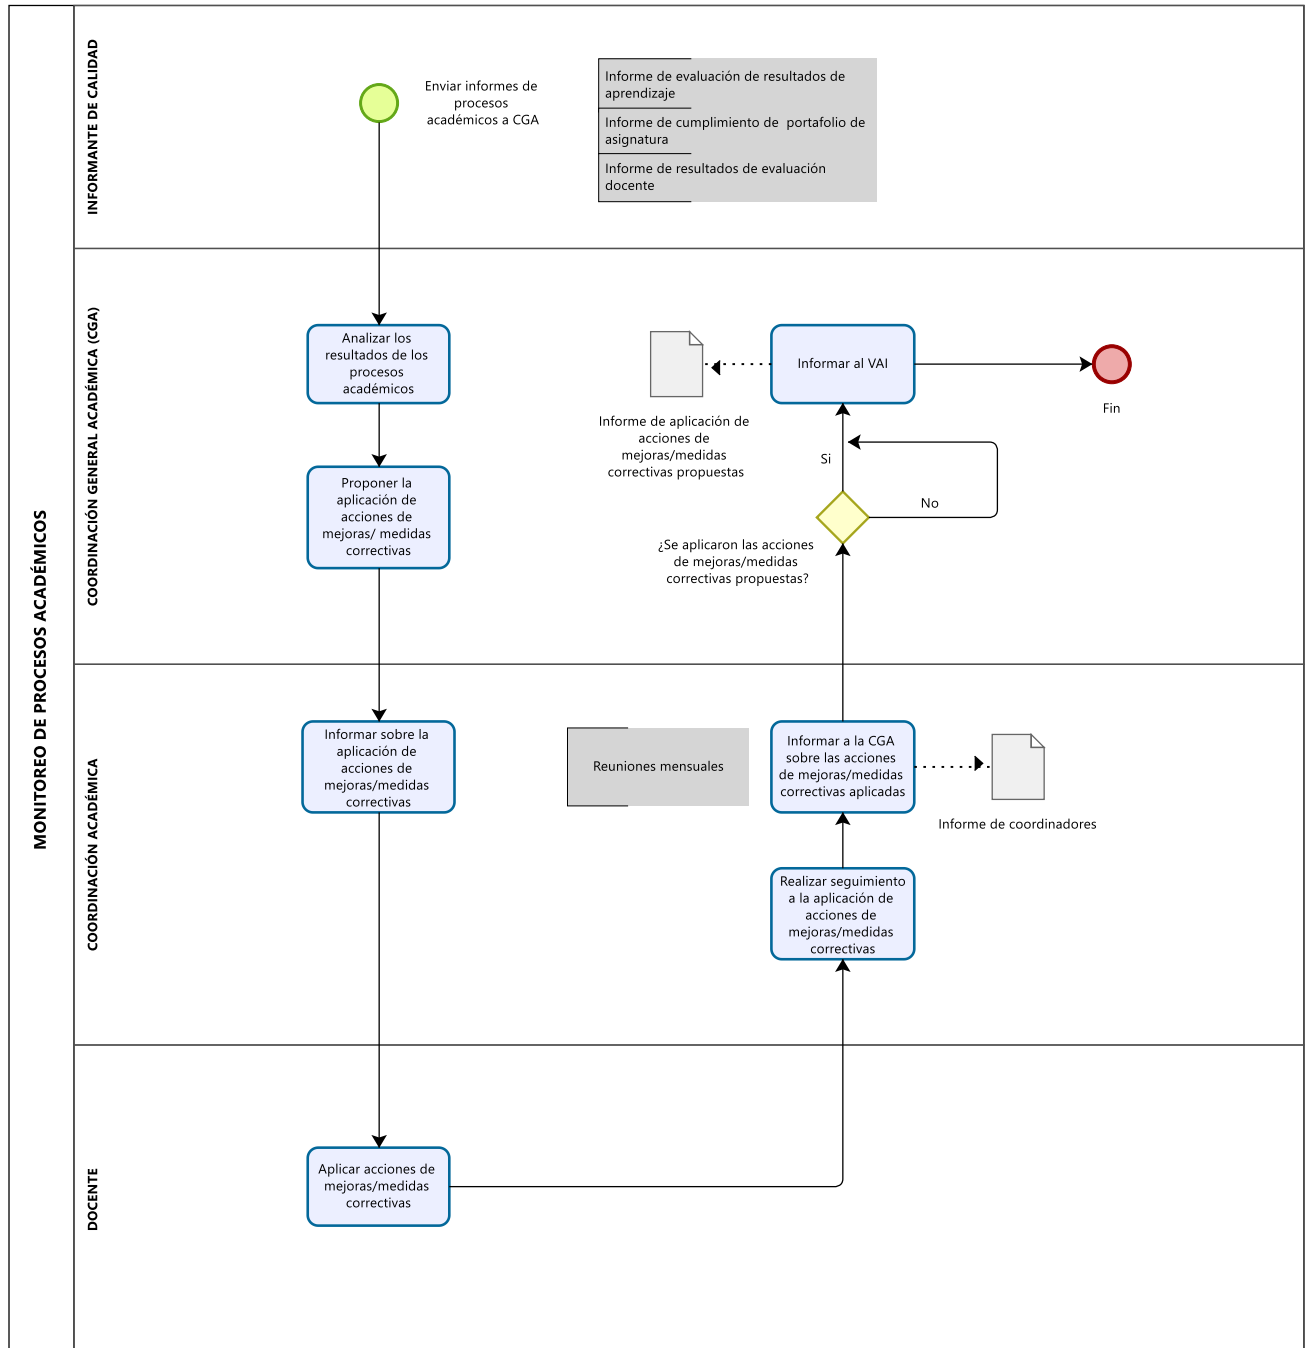 MONITOREO DE PROCESOS ACADÉMICOS
INFORMANTE DE CALIDAD
Enviar informes de
procesos
académicos a CGA
Informe de evaluación de resultados de
aprendizaje
Informe de cumplimiento de  portafolio de
asignatura
Informe de resultados de evaluación
docente
COORDINACIÓN GENERAL ACADÉMICA (CGA)
Analizar los
resultados de los
procesos
académicos
Proponer la
aplicación de
acciones de
mejoras/ medidas
correctivas
Informe de aplicación de
acciones de
mejoras/medidas
correctivas propuestas
Informar al VAI
Fin
Si
No
¿Se aplicaron las acciones
de mejoras/medidas
correctivas propuestas?
COORDINACIÓN ACADÉMICA
Informar sobre la
aplicación de
acciones de
mejoras/medidas
correctivas
Reuniones mensuales
Informar a la CGA
sobre las acciones
de mejoras/medidas
correctivas aplicadas
Informe de coordinadores
Realizar seguimiento
a la aplicación de
acciones de
mejoras/medidas
correctivas
DOCENTE
Aplicar acciones de
mejoras/medidas
correctivas